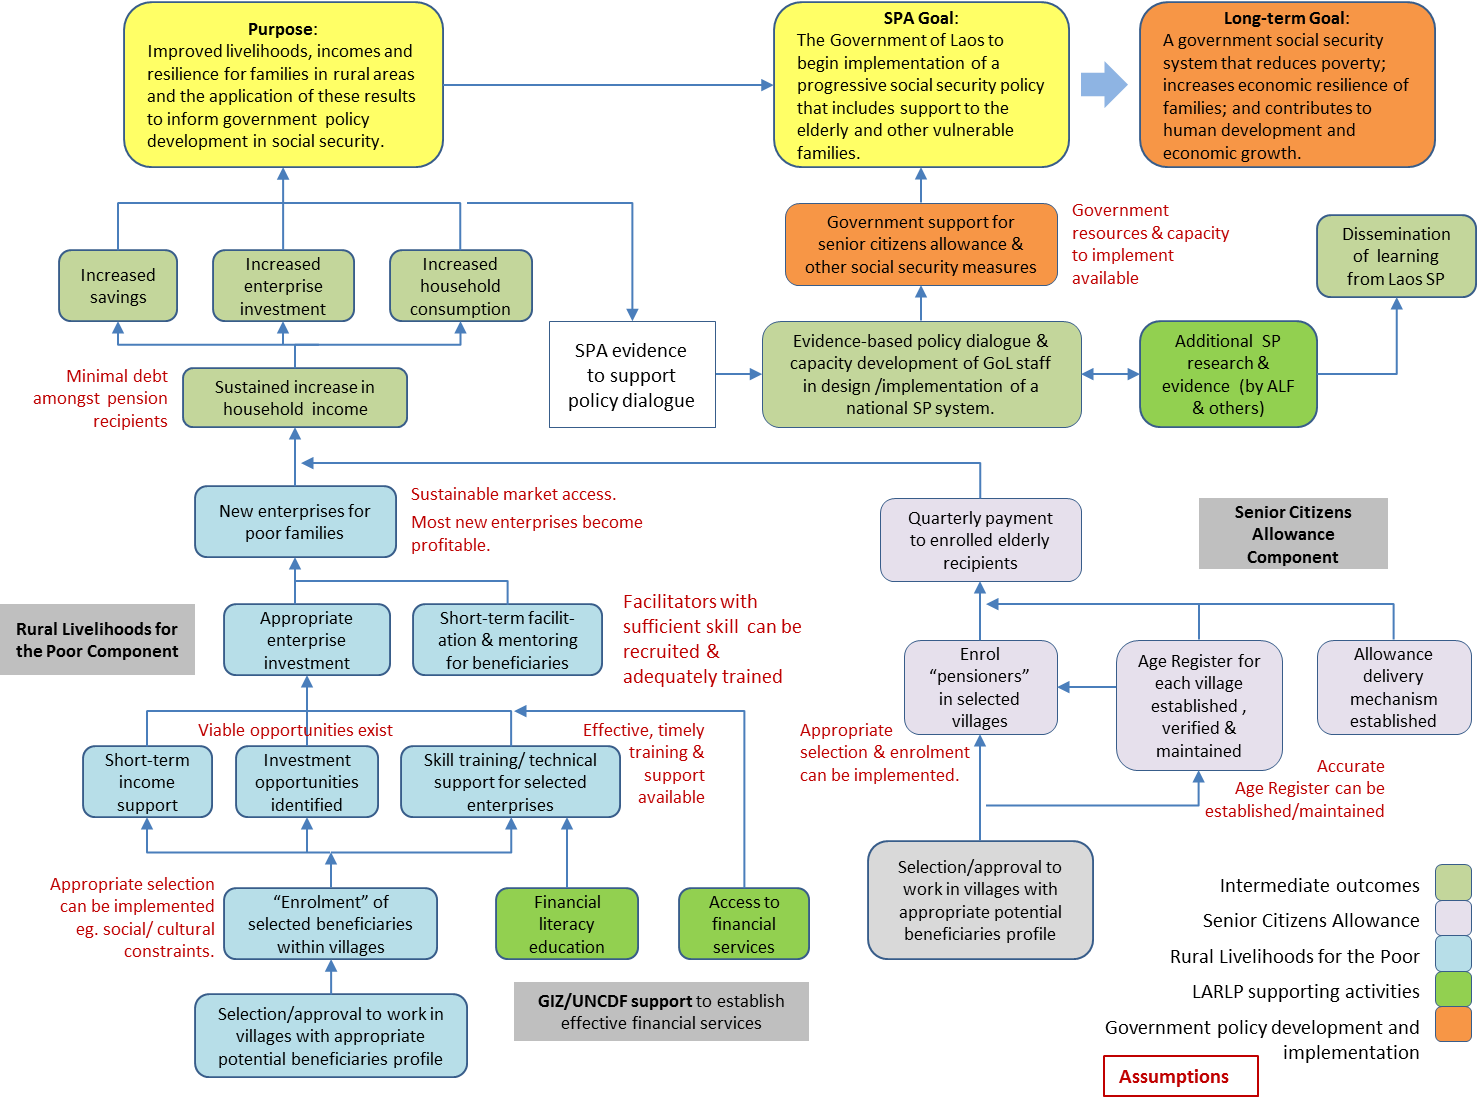 Purpose:
Improved livelihoods, incomes and
resilience for families in rural areas
and the application of these results
to inform government policy
development in social security.
SPA Goal:
The Government of Laos to
begin implementation of a
progressive social security policy
that includes support to the
elderly and other vulnerable
families.
Long-term Goal:
A government social security
system that reduces poverty;
increases economic resilience of
families; and contributes to
human development and
economic growth.
Government support for
senior citizens allowance &
other social security measures
Government
resources & capacity
to implement
available
Dissemination
of learning
from Laos SP
Increased
savings
Increased
enterprise
investment
Increased
household
consumption
SPA evidence
to support
policy dialogue
Evidence-based policy dialogue &
capacity development of GoL staff
in design /implementation of a
national SP system.
Additional SP
research &
evidence (by ALF
& others)
Minimal debt
amongst pension
recipients
Sustained increase in
household income
New enterprises for
poor families
Sustainable market access.
Most new enterprises become
profitable.
Quarterly payment
to enrolled elderly
recipients
Senior Citizens
Allowance
Component
Rural Livelihoods for
the Poor Component
Appropriate
enterprise
investment
Short-term facilit-
ation & mentoring
for beneficiaries
Facilitators with
sufficient skill can be
recruited &
adequately trained
Enrol
“pensioners”
in selected
villages
Age Register for
each village
established ,
verified &
maintained
Allowance
delivery
mechanism
established
Viable opportunities exist
Effective, timely
training &
support
available
Appropriate
selection & enrolment
can be implemented.
Short-term
income
support
Investment
opportunities
identified
Skill training/ technical
support for selected
enterprises
Accurate
Age Register can be
established/maintained
Appropriate selection
can be implemented
eg. social/ cultural
constraints.
“Enrolment” of
selected beneficiaries
within villages
Financial
literacy
education
Access to
financial
services
Selection/approval to
work in villages with
appropriate potential
beneficiaries profile
GIZ/UNCDF support to establish
effective financial services
Selection/approval to work in
villages with appropriate
potential beneficiaries profile
Intermediate outcomes
Senior Citizens Allowance
Rural Livelihoods for the Poor
LARLP supporting activities
Government policy development and
implementation
Assumptions